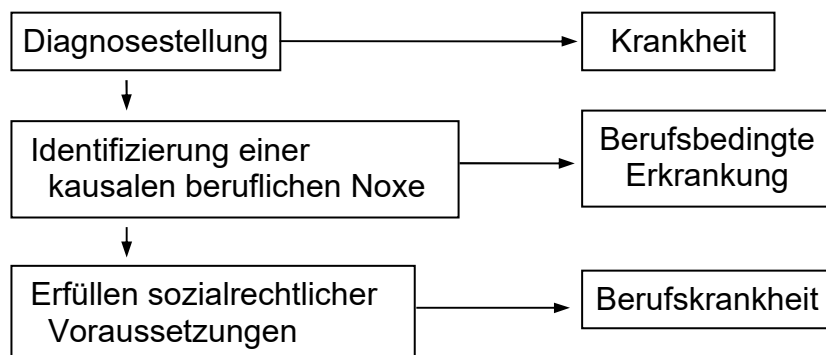 Diagnosestellung
Krankheit
Identifizierung einer
kausalen beruflichen Noxe
Berufsbedingte
Erkrankung
Erfüllen sozialrechtlicher
Voraussetzungen
Berufskrankheit